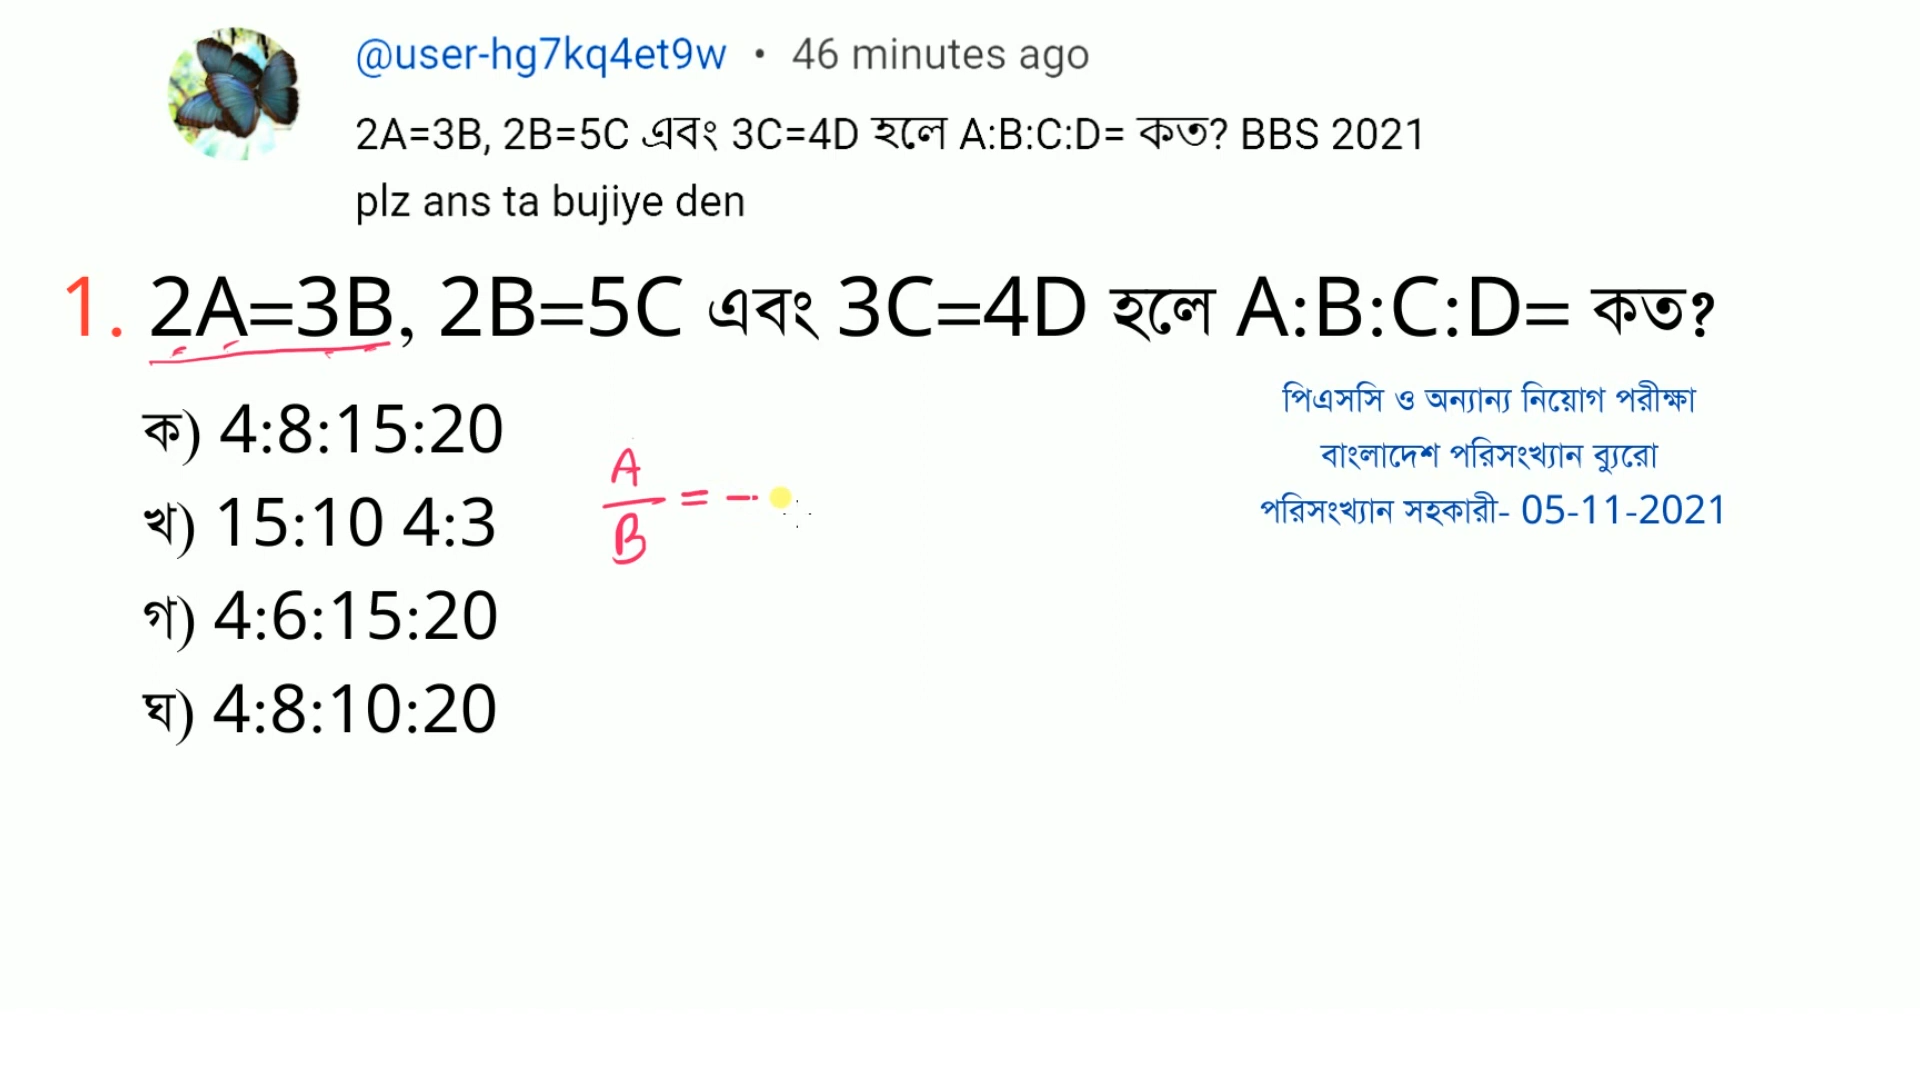 @user-hg7kq4et9w • 46 minutes ago
2A=3B, 2B=5C এবং 3C=4D হলে A:B:C:D= কত? BBS 2021
plz ans ta bujiye den
1. 2A=3B, 2B=5C এবং 3C=4D হলে A:B:C:D= কত?
ক) 4:8:15:20
খ) 15:10 4:3
গ) 4:6:15:20
ঘ) 4:8:10:20
পিএসসি ও অন্যান্য নিয়োগ পরীক্ষা
বাংলাদেশ পরিসংখ্যান ব্যুরো
পরিসংখ্যান সহকারী- 05-11-2021
A
= -
B